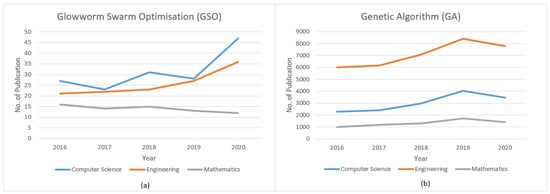 Glowworm Swarm Optimisation (GSO)
50
45
40
35
30
25
20
15
10
5
0
No. of Publication
2016 2017 2018 2019 2020
Year
Computer Science Engineering Mathematics
(a)
Genetic Algorithm (GA)
9000
8000
7000
6000
5000
4000
3000
2000
1000
0
No. of Publication
2016 2017 2018 2019 2020
Year
Computer Science Engineering Mathematics
(b)